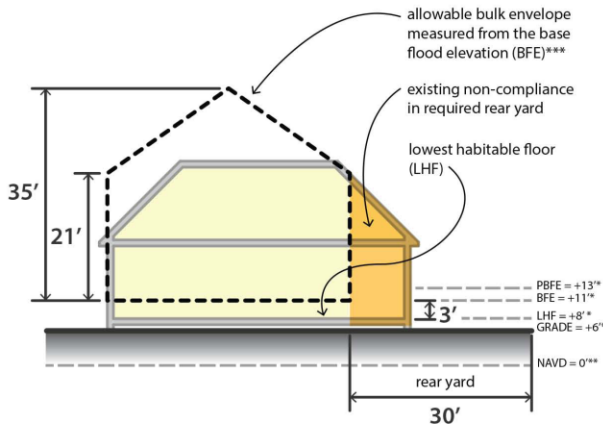 allowable bulk envelope
measured from the base
flood elevation (BFE)***
existing non-compliance
in required rear yard
lowest habitable floor
(LHF)
35’
21’
PBFE = +13’*
BFE = +11’*
3’
LHF = +8’ *
GRADE = +6’*
NAVD = 0’**
rear yard
30’